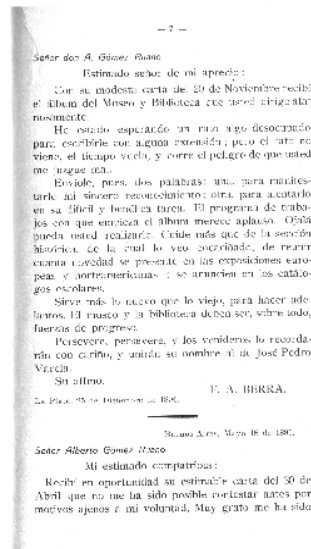 — 7 —
Señor don A. Gómez Ruano
Estimado señor de mi aprecio:
Con su modesta carta del 20 de Noviembre recibí
el álbum del Museo y Biblioteca que usted dirige
He estado esperando un rato algo desocupado
para escribirle con alguna extensión; pero el rato no
viene, el tiempo vuela, y corre el peligro de que usted
me juzgue mal.
Envíole, pues, dos palabras: una, para manifes-
tarle mi sincero reconocimiento; otra, para alentarlo
en su difícil y benéfica tarea. El programa de traba-
jos con que empieza el álbum merece aplauso. Ojalá
pueda usted realizarlo. Cuide más que de la sección
histórica, de la cual lo veo encariñado, de reunir
cuanta novedad se presente en las exposiciones euro-
peas y norteamericanas ó se anuncien en los catálo-
gos escolares.
Sirve más lo nuevo que lo viejo, para hacer ade-
lantos. El museo y la biblioteca deben ser, sobre todo,
fuerzas de progreso.
Persevere, persevere, y los venideros lo recorda-
rán con cariño, y unirán su nombre al de José Pedro
Varela.
Su affmo.
F. A. BERRA.
La Plata, 25 de Diciembre de
Buenos Aires, Mayo 18 de
Señor Alberto Gómez Ruano
Mi estimado compatriota:
Recibí en oportunidad su estimable carta del 30 de
Abril que no me ha sido posible contestar antes por
motivos ajenos á mi voluntad. Muy grato me ha sido